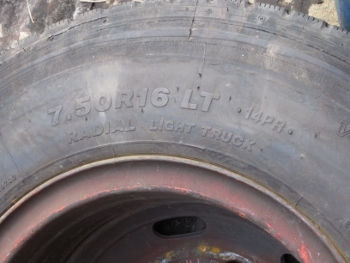 7.50R16 LT · 14PR ·
RADIAL LIGHT TRUCK